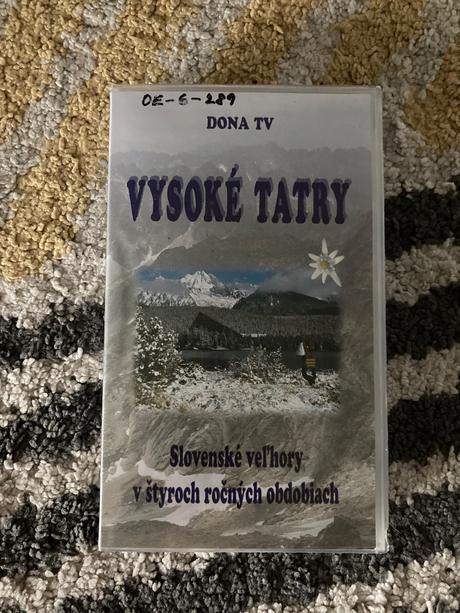 OE-6-289
DONA TV
VYSOKÉ TATRY
Slovenské veľhory
v štyroch ročných obdobiach